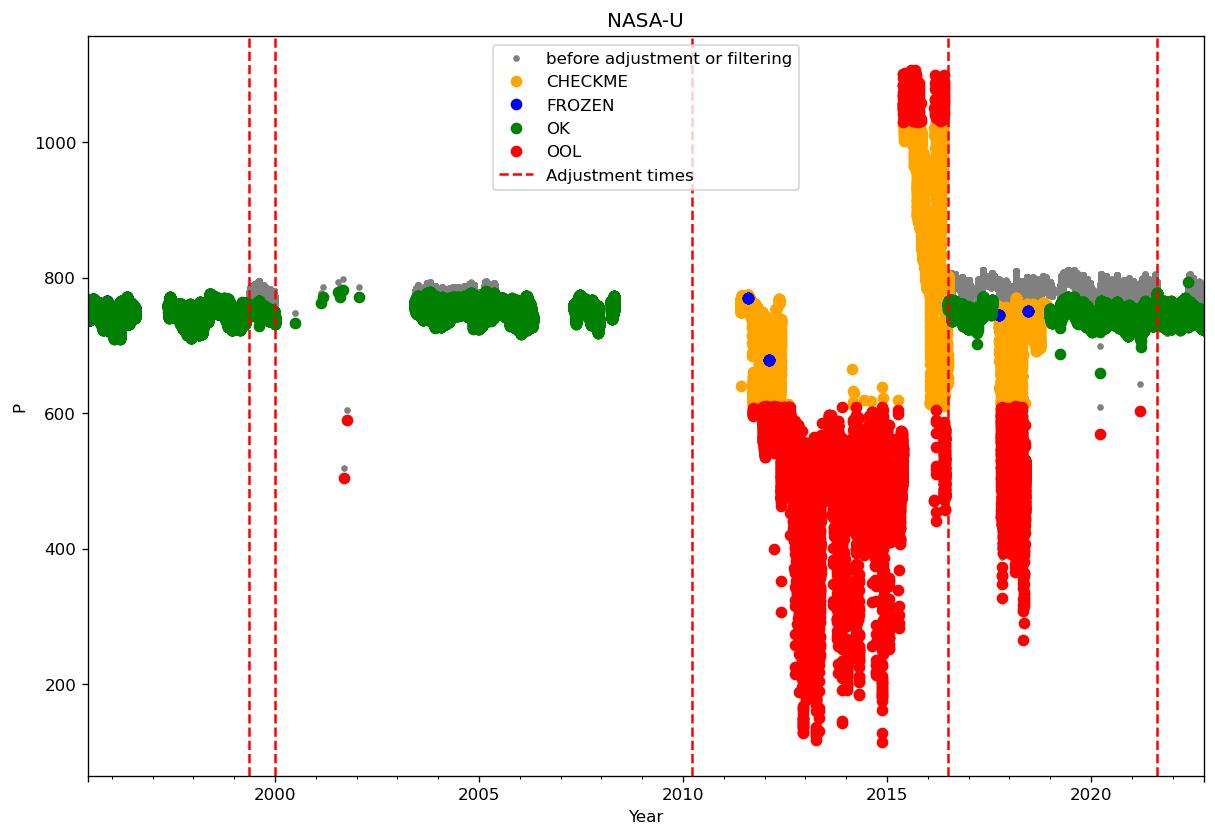 NASA-U
before adjustment or filtering
CHECKME
FROZEN
OK
OOL
Adjustment times
1000
800
600
400
200
P
2000 2005 2010 2015 2020
Year